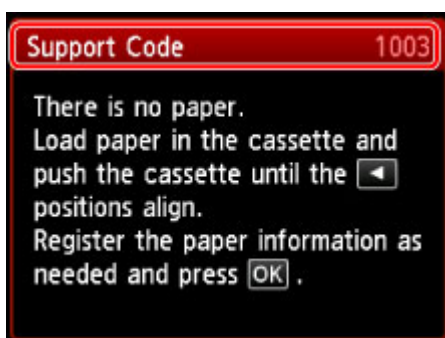 Support Code 1003
There is no paper.
Load paper in the cassette and
push the cassette until the ◀
positions align.
Register the paper information as
needed and press OK .